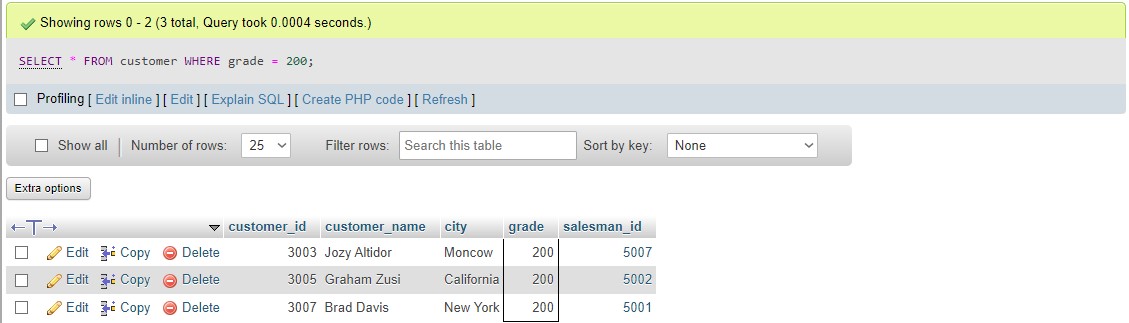 Showing rows 0 - 2 (3 total, Query took 0.0004 seconds.)
SELECT * FROM customer WHERE grade = 200;
Profiling [ Edit inline ] [ Edit ] [ Explain SQL ] [ Create PHP code ] [ Refresh ]
Show all Number of rows: 25 Filter rows: Search this table Sort by key: None
Extra options
←T→ customer_id customer_name city grade salesman_id
Edit Copy Delete 3003 Jozy Altidor Moncow 200 5007
Edit Copy Delete 3005 Graham Zusi California 200 5002
Edit Copy Delete 3007 Brad Davis New York 200 5001